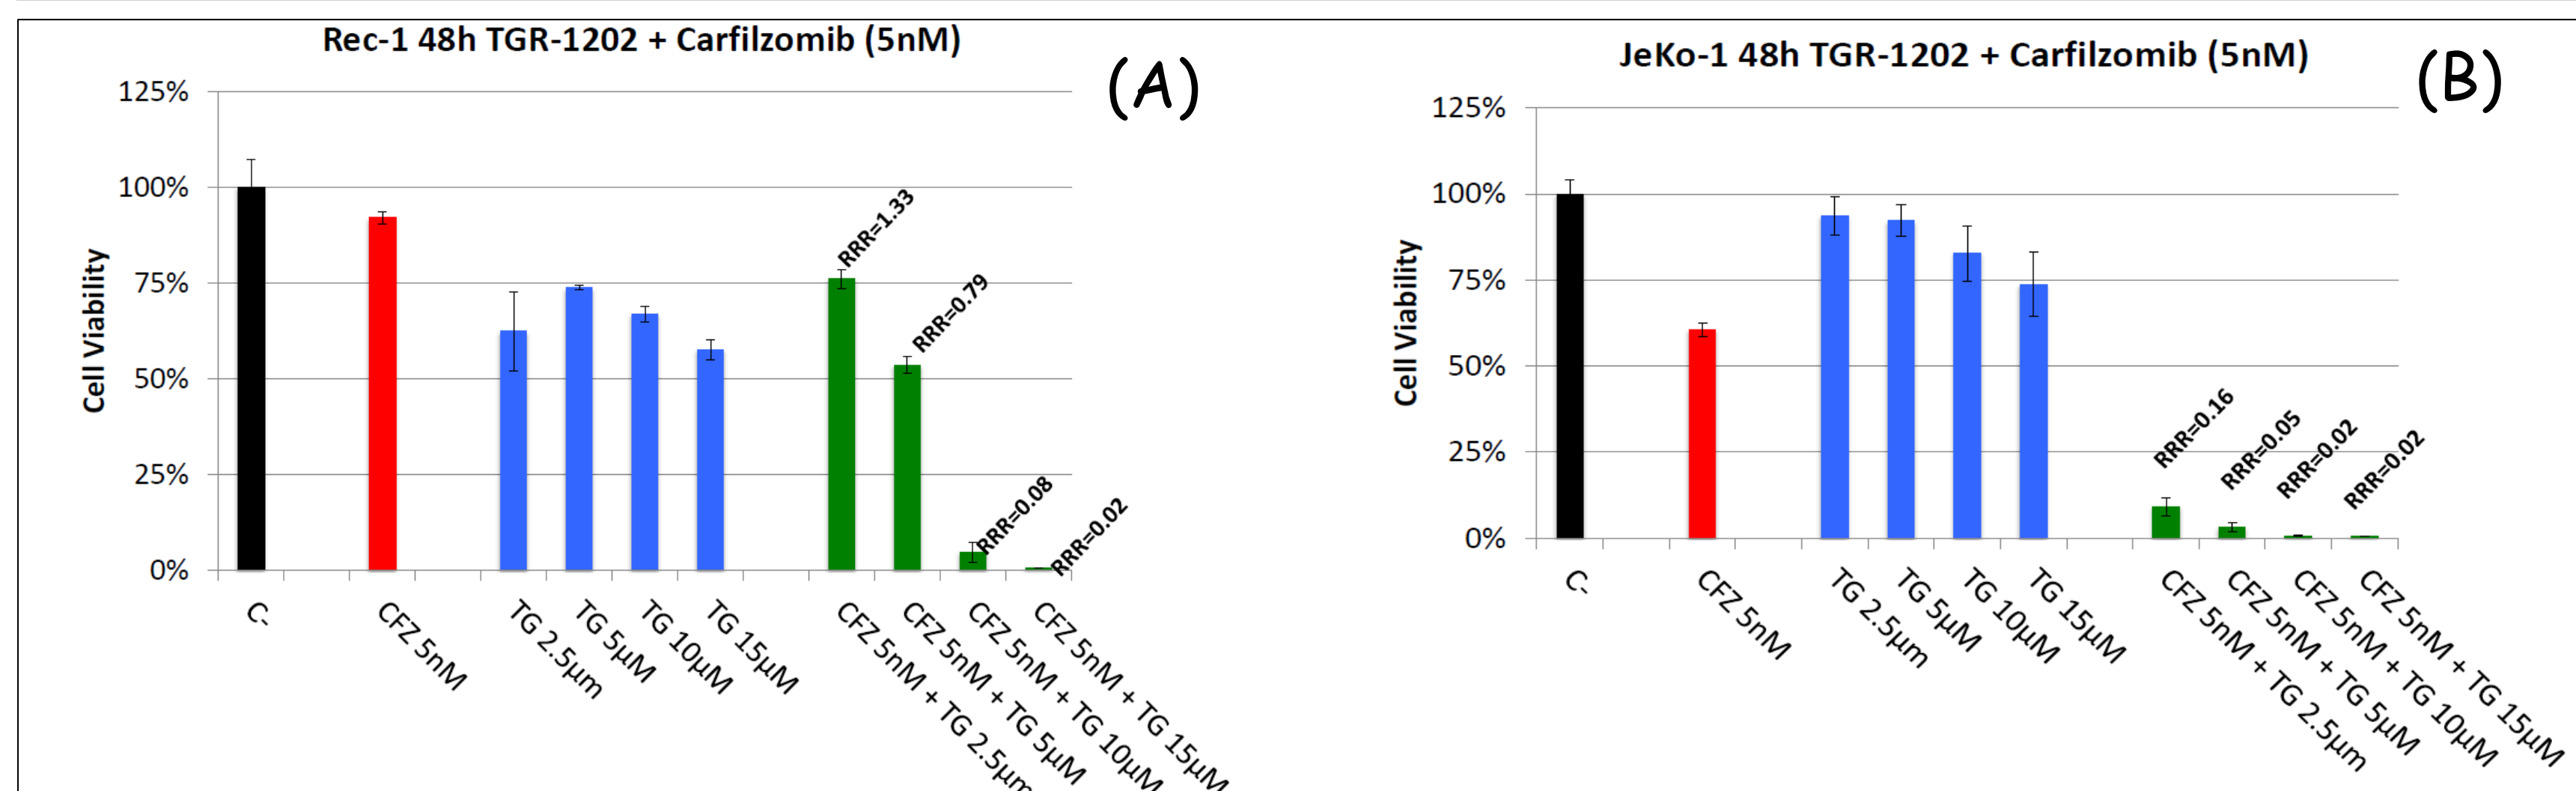 Rec-1 48h TGR-1202 + Carfilzomib (5nM)
(A)
125%
100%
75%
50%
25%
0%
Cell Viability
RRR=1.33
RRR=0.79
RRR=0.08
RRR=0.02
C-
CFZ 5nM
TG 2.5µm
TG 5µM
TG 10µM
TG 15µM
CFZ 5nM + TG 2.5µm
CFZ 5nM + TG 5µM
CFZ 5nM + TG 10µM
CFZ 5nM + TG 15µM
JeKo-1 48h TGR-1202 + Carfilzomib (5nM)
(B)
125%
100%
75%
50%
25%
0%
Cell Viability
RRR=0.16
RRR=0.05
RRR=0.02
RRR=0.02
C-
CFZ 5nM
TG 2.5µm
TG 5µM
TG 10µM
TG 15µM
CFZ 5nM + TG 2.5µm
CFZ 5nM + TG 5µM
CFZ 5nM + TG 10µM
CFZ 5nM + TG 15µM